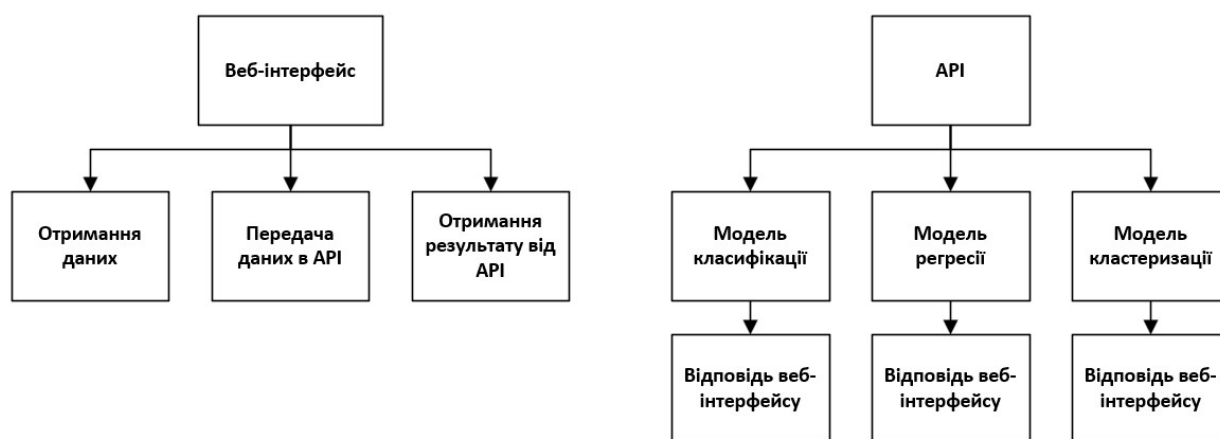 Веб-інтерфейс
API
Отримання
даних
Передача
даних в API
Отримання
результату від
API
Модель
класифікації
Модель
регресії
Модель
кластеризації
Відповідь веб-
інтерфейсу
Відповідь веб-
інтерфейсу
Відповідь веб-
інтерфейсу